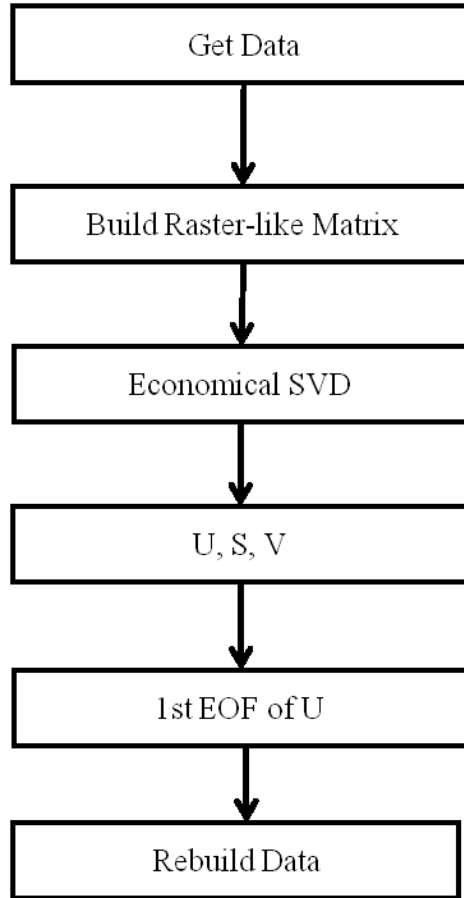 Get Data
Build Raster-like Matrix
Economical SVD
U, S, V
1st EOF of U
Rebuild Data